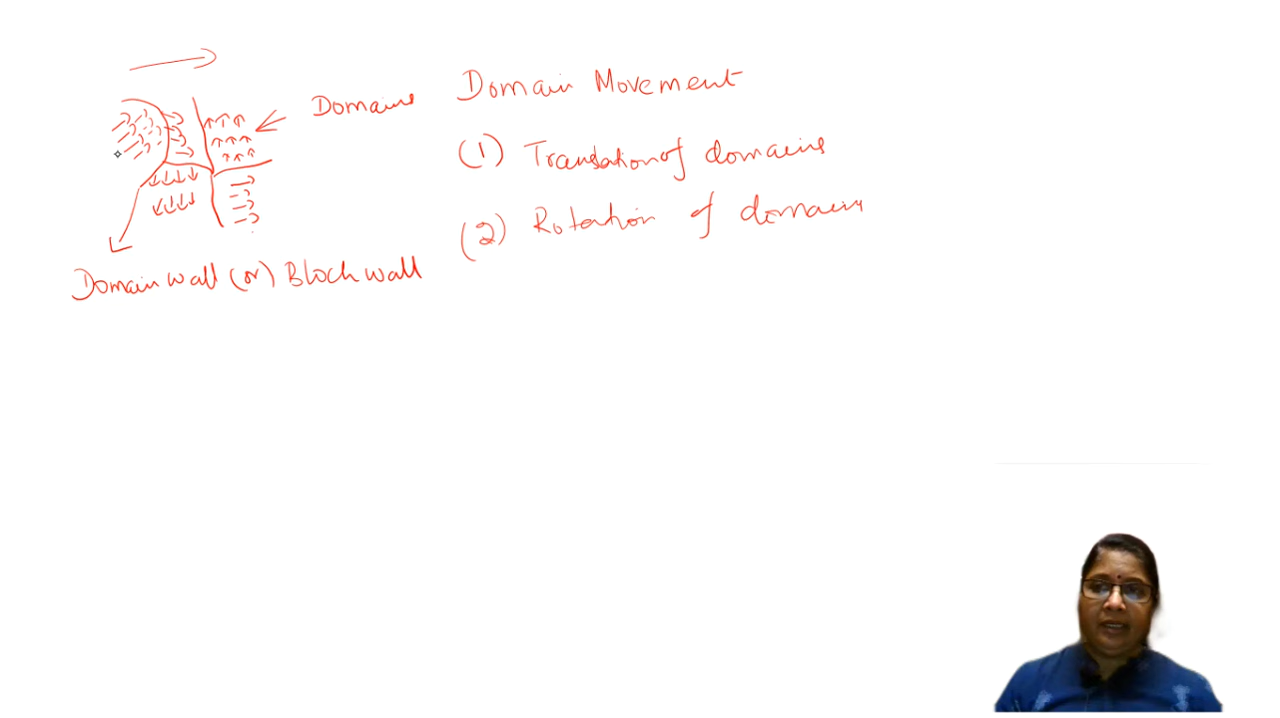 Domains
Domain Movement
(1) Translation of domains
(2) Rotation of domains
Domain wall (or) Bloch wall